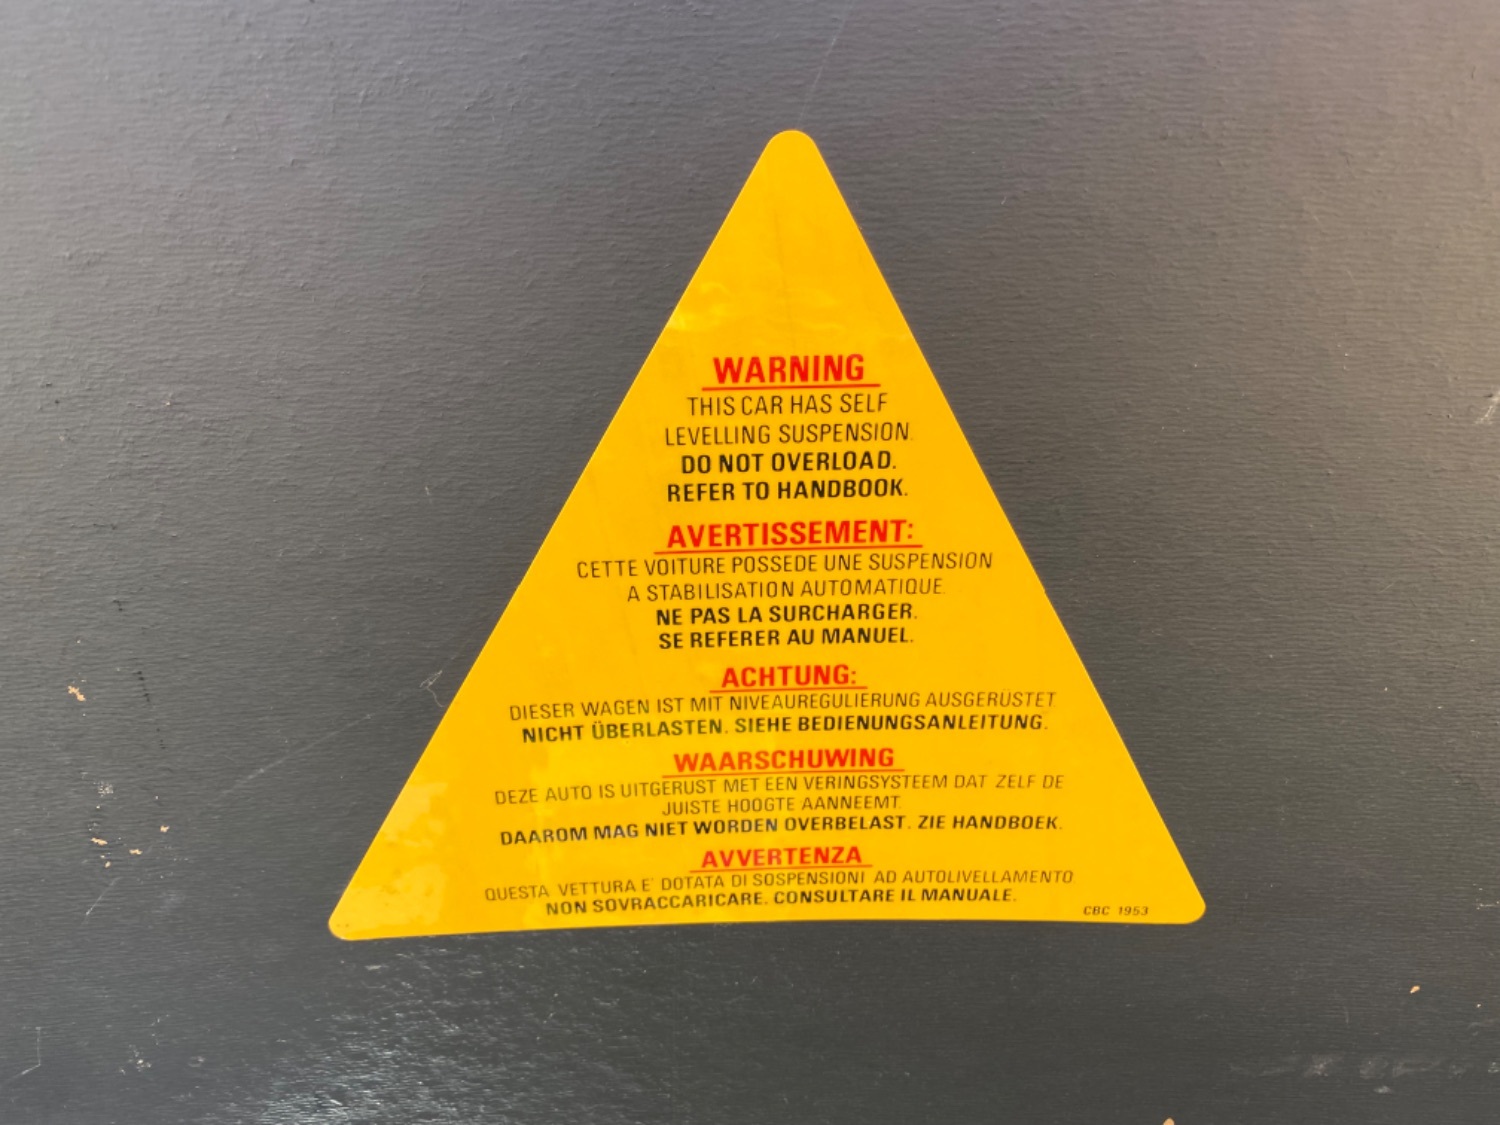 WARNING
THIS CAR HAS SELF
LEVELLING SUSPENSION.
DO NOT OVERLOAD.
REFER TO HANDBOOK.
AVERTISSEMENT:
CETTE VOITURE POSSEDE UNE SUSPENSION
A STABILISATION AUTOMATIQUE.
NE PAS LA SURCHARGER.
SE REFERER AU MANUEL.
ACHTUNG:
DIESER WAGEN IST MIT NIVEAUREGULIERUNG AUSGERÜSTET.
NICHT ÜBERLASTEN. SIEHE BEDIENUNGSANLEITUNG.
WAARSCHUWING
DEZE AUTO IS UITGERUST MET EEN VERINGSYSTEEM DAT ZELF DE
JUISTE HOOGTE AANNEEMT.
DAAROM MAG NIET WORDEN OVERBELAST. ZIE HANDBOEK.
AVVERTENZA
QUESTA VETTURA E' DOTATA DI SOSPENSIONI AD AUTOLIVELLAMENTO.
NON SOVRACCARICARE. CONSULTARE IL MANUALE.
CBC 1953